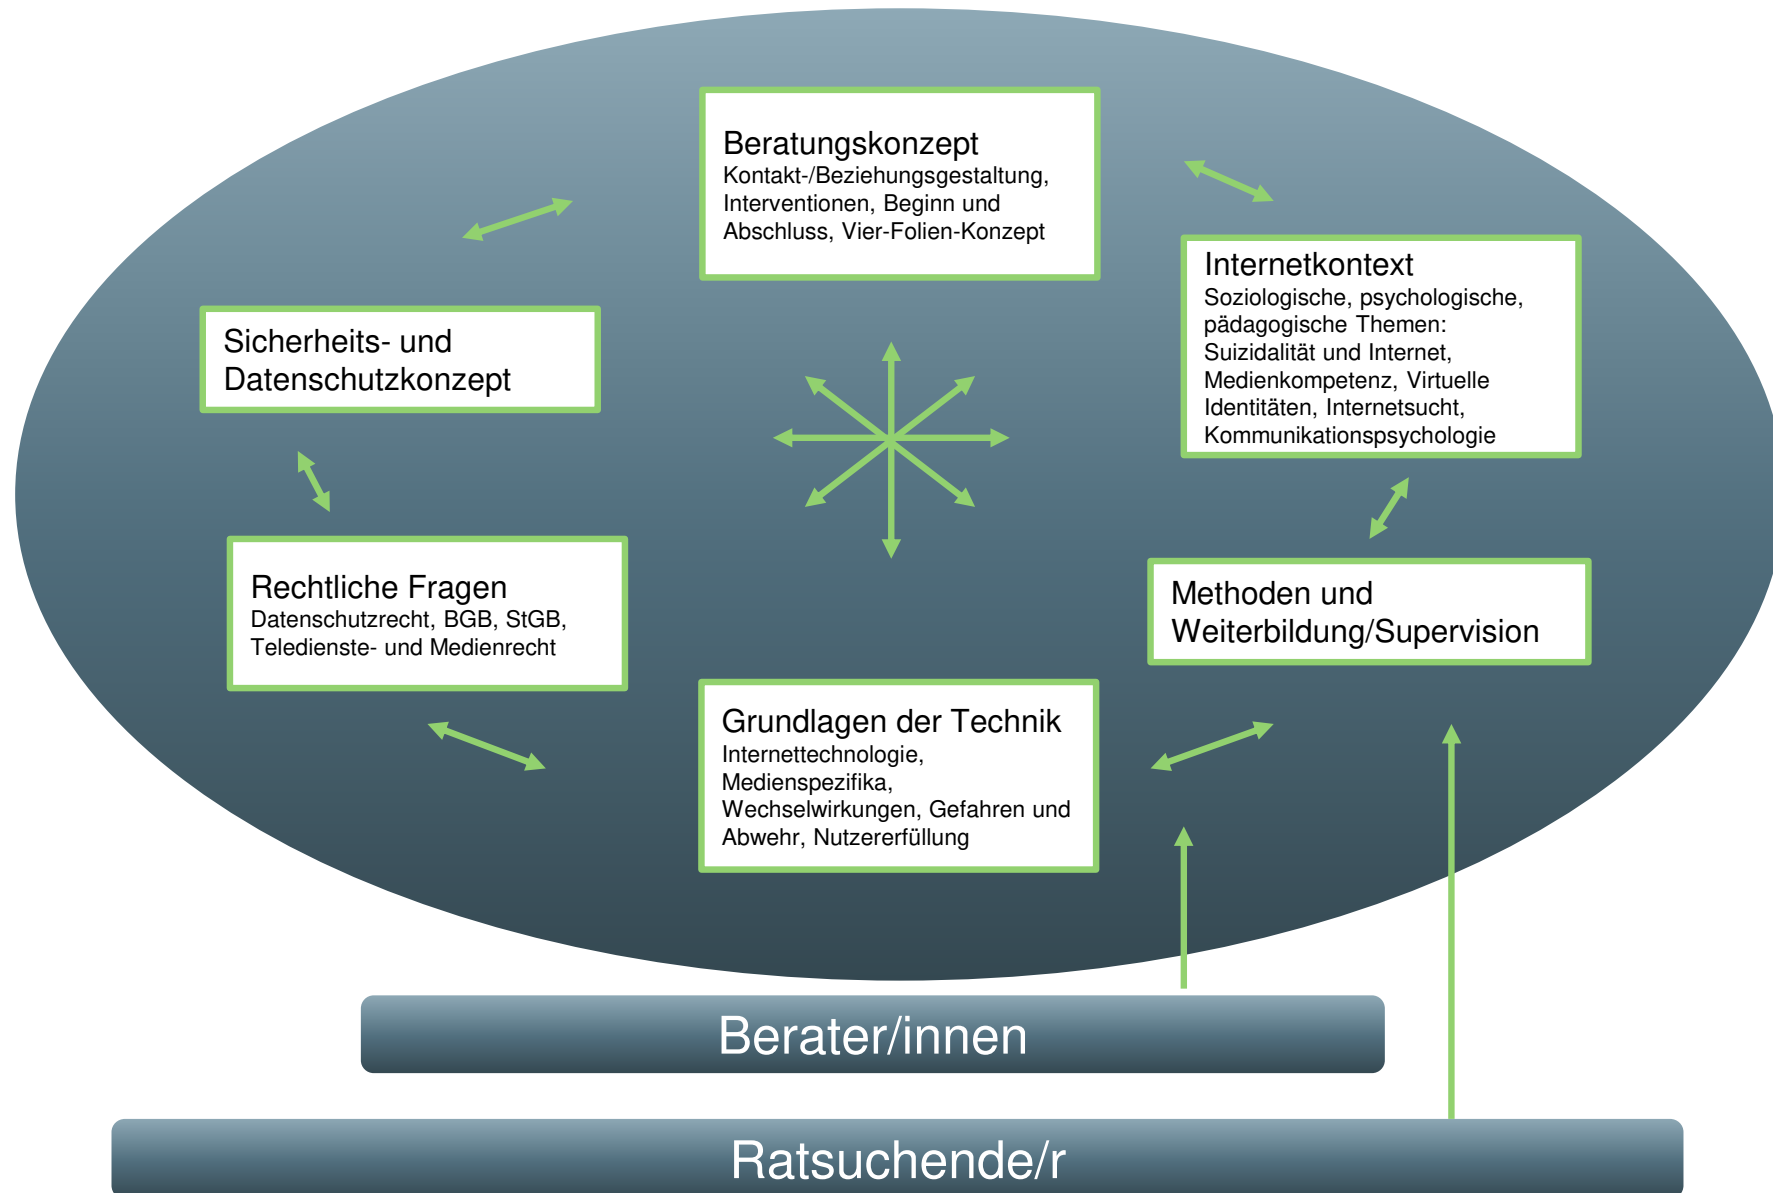 Beratungskonzept
Kontakt-/Beziehungsgestaltung,
Interventionen, Beginn und
Abschluss, Vier-Folien-Konzept
Internetkontext
Soziologische, psychologische,
pädagogische Themen:
Suizidalität und Internet,
Medienkompetenz, Virtuelle
Identitäten, Internetsucht,
Kommunikationspsychologie
Sicherheits- und
Datenschutzkonzept
Rechtliche Fragen
Datenschutzrecht, BGB, StGB,
Teledienste- und Medienrecht
Methoden und
Weiterbildung/Supervision
Grundlagen der Technik
Internettechnologie,
Medienspezifika,
Wechselwirkungen, Gefahren und
Abwehr, Nutzererfüllung
Berater/innen
Ratsuchende/r